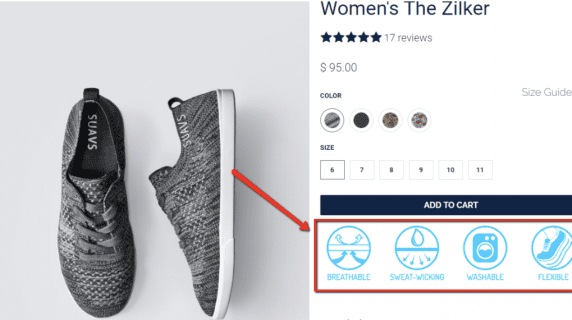 Women's The Zilker
17 reviews
$ 95.00
COLOR
Size Guide
SIZE
6 7 8 9 10 11
ADD TO CART
BREATHABLE SWEAT-WICKING WASHABLE FLEXIBLE
SUAVS
SUAVS